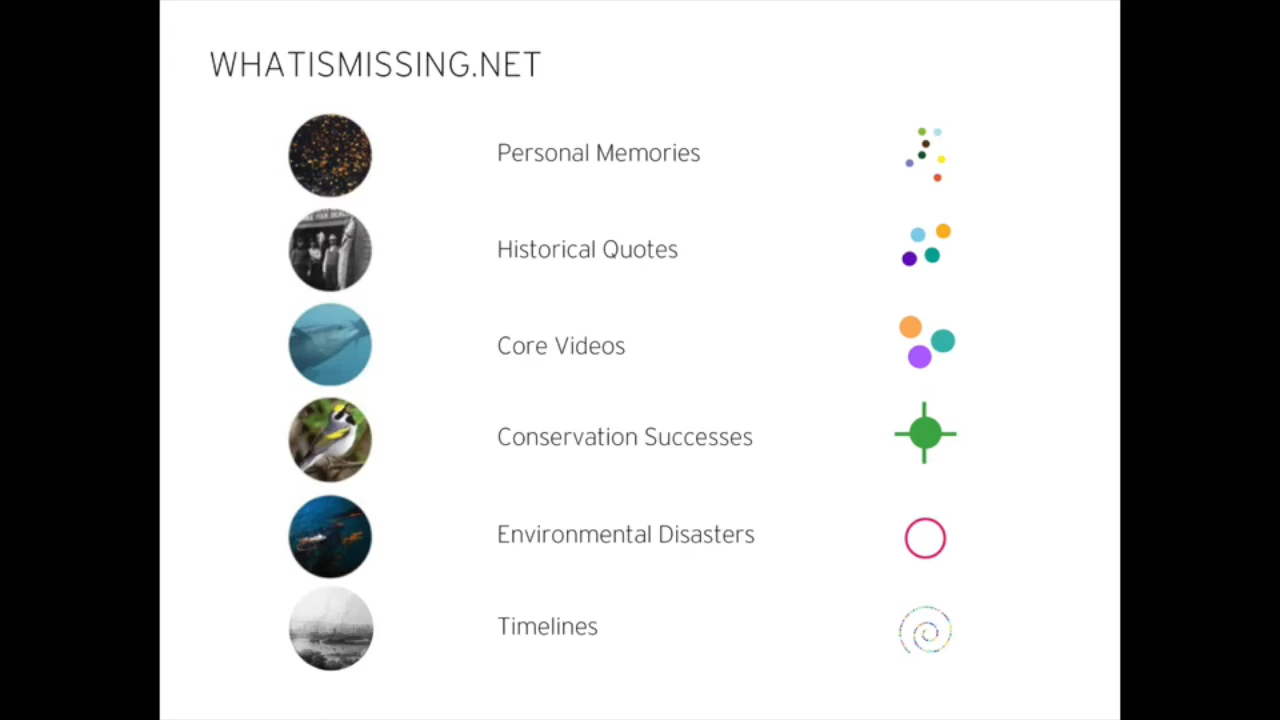 WHATISMISSING.NET
Personal Memories
Historical Quotes
Core Videos
Conservation Successes
Environmental Disasters
Timelines